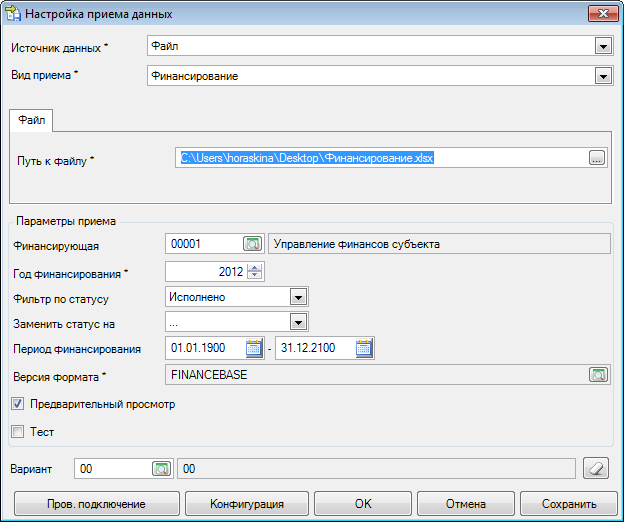 Настройка приема данных
Источник данных * Файл
Вид приема * Финансирование
Файл
Путь к файлу * C:\Users\horaskina\Desktop\Финансирование.xlsx ...
Параметры приема
Финансирующая 00001 Управление Финансов субъекта
Год финансирования * 2012
Фильтр по статусу Исполнено
Заменить статус на ...
Период финансирования 01.01.1900 - 31.12.2100
Версия формата * FINANCEBASE
Предварительный просмотр
Тест
Вариант 00 00
Пров. подключение Конфигурация OK Отмена Сохранить